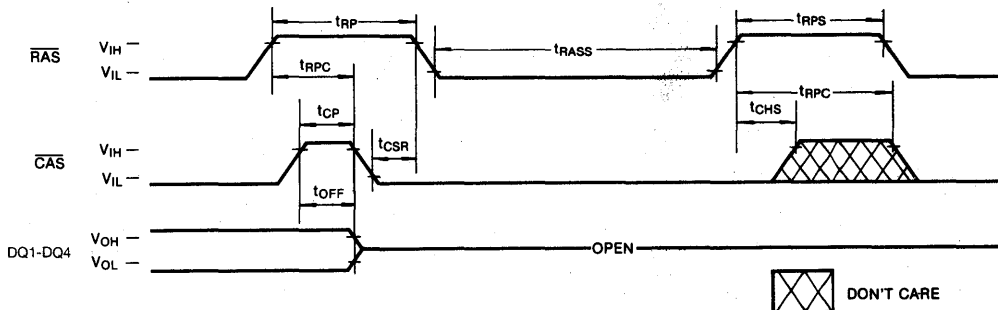 tRP
tRPS
RAS
VIH
VIL
tRASS
tRPC
tRPC
tCHS
tCP
tCSR
CAS
VIH
VIL
tOFF
DQ1-DQ4
VOH
VOL
OPEN
DON'T CARE